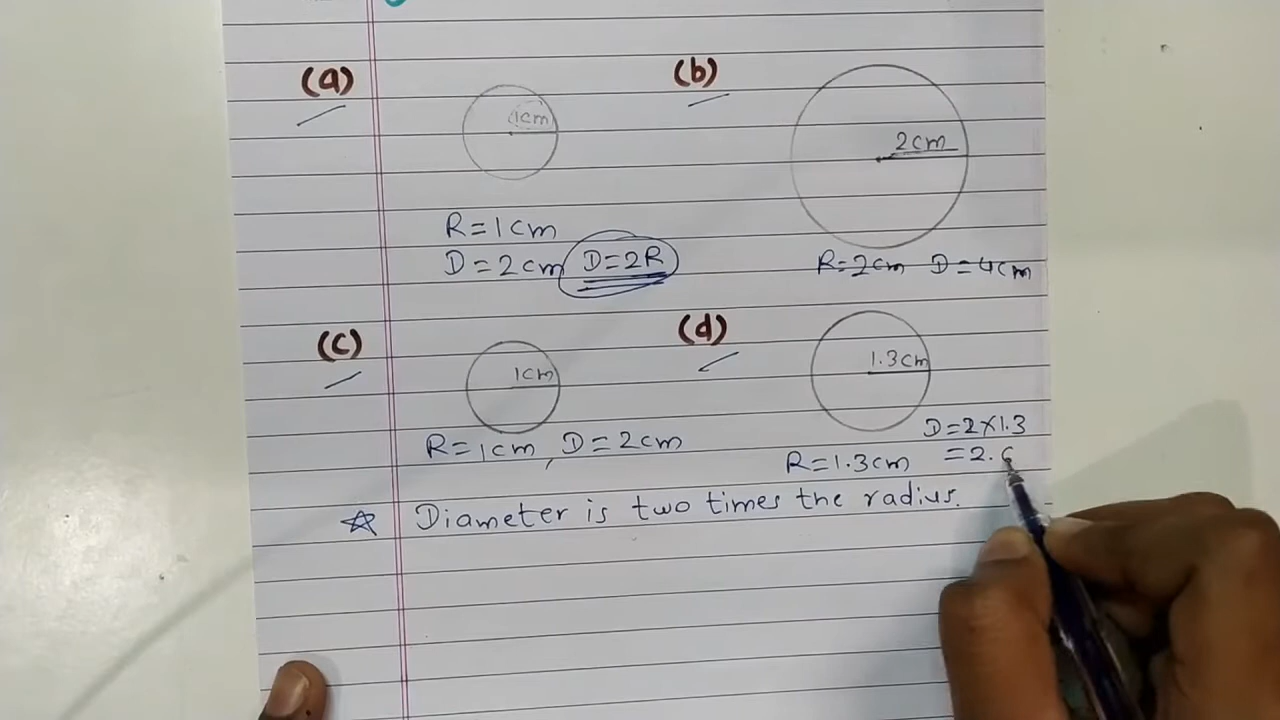 (a)
1cm
R=1cm
D=2cm D=2R
(b)
2cm
R=2cm D=4cm
(c)
1cm
R=1cm, D=2cm
(d)
1.3cm
D=2×1.3
R=1.3cm =2.6
☆ Diameter is two times the radius.